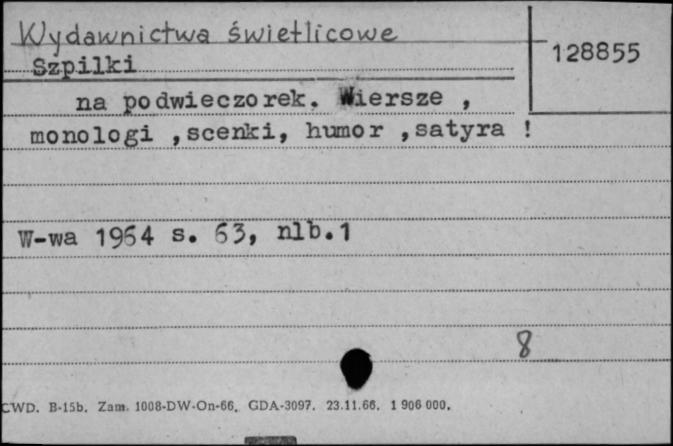 Wydawnictwa świetlicowe
128855
Szpilki
na podwieczorek. Wiersze ,
monologi ,scenki, humor ,satyra !
W-wa 1964 s. 63, nlb.1
8
CWD. B-15b. Zam. 1008-DW-On-66. GDA-3097. 23.11.66. 1 906 000.